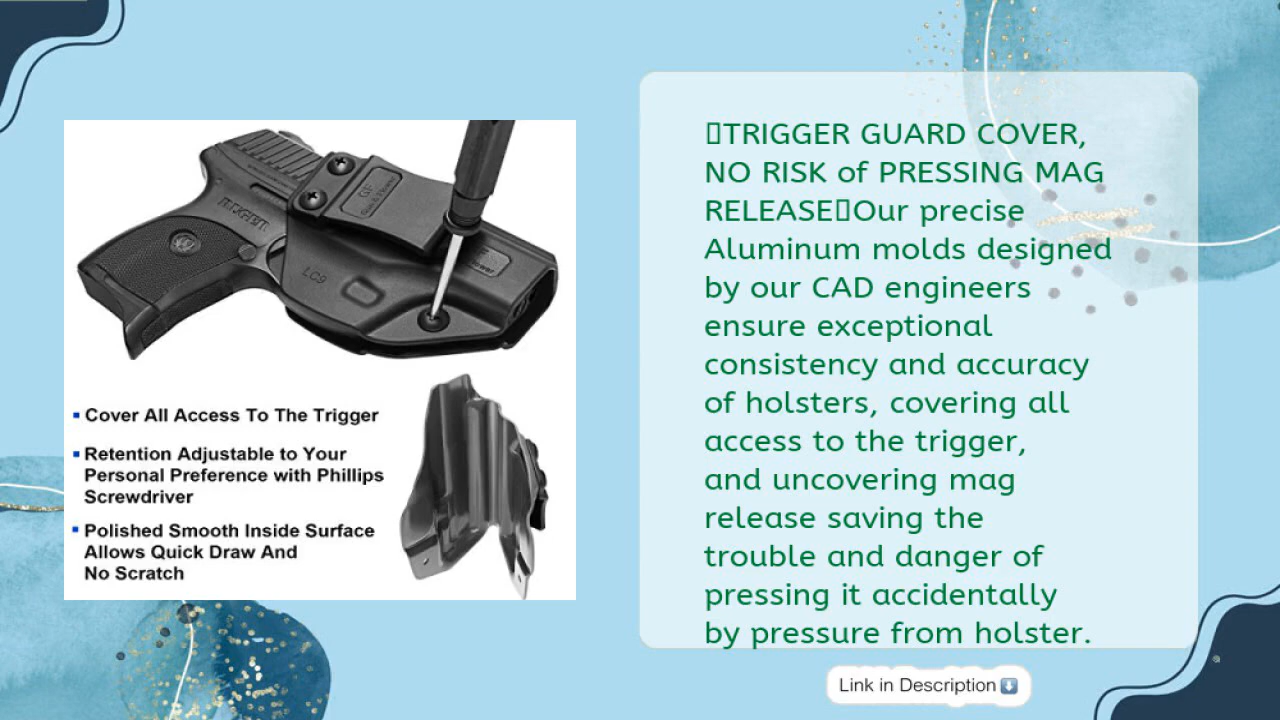 RUGER
LC9
Cover All Access To The Trigger
Retention Adjustable to Your
Personal Preference with Phillips
Screwdriver
Polished Smooth Inside Surface
Allows Quick Draw And
No Scratch
TRIGGER GUARD COVER,
NO RISK of PRESSING MAG
RELEASEOur precise
Aluminum molds designed
by our CAD engineers
ensure exceptional
consistency and accuracy
of holsters, covering all
access to the trigger,
and uncovering mag
release saving the
trouble and danger of
pressing it accidentally
by pressure from holster.
Link in Description